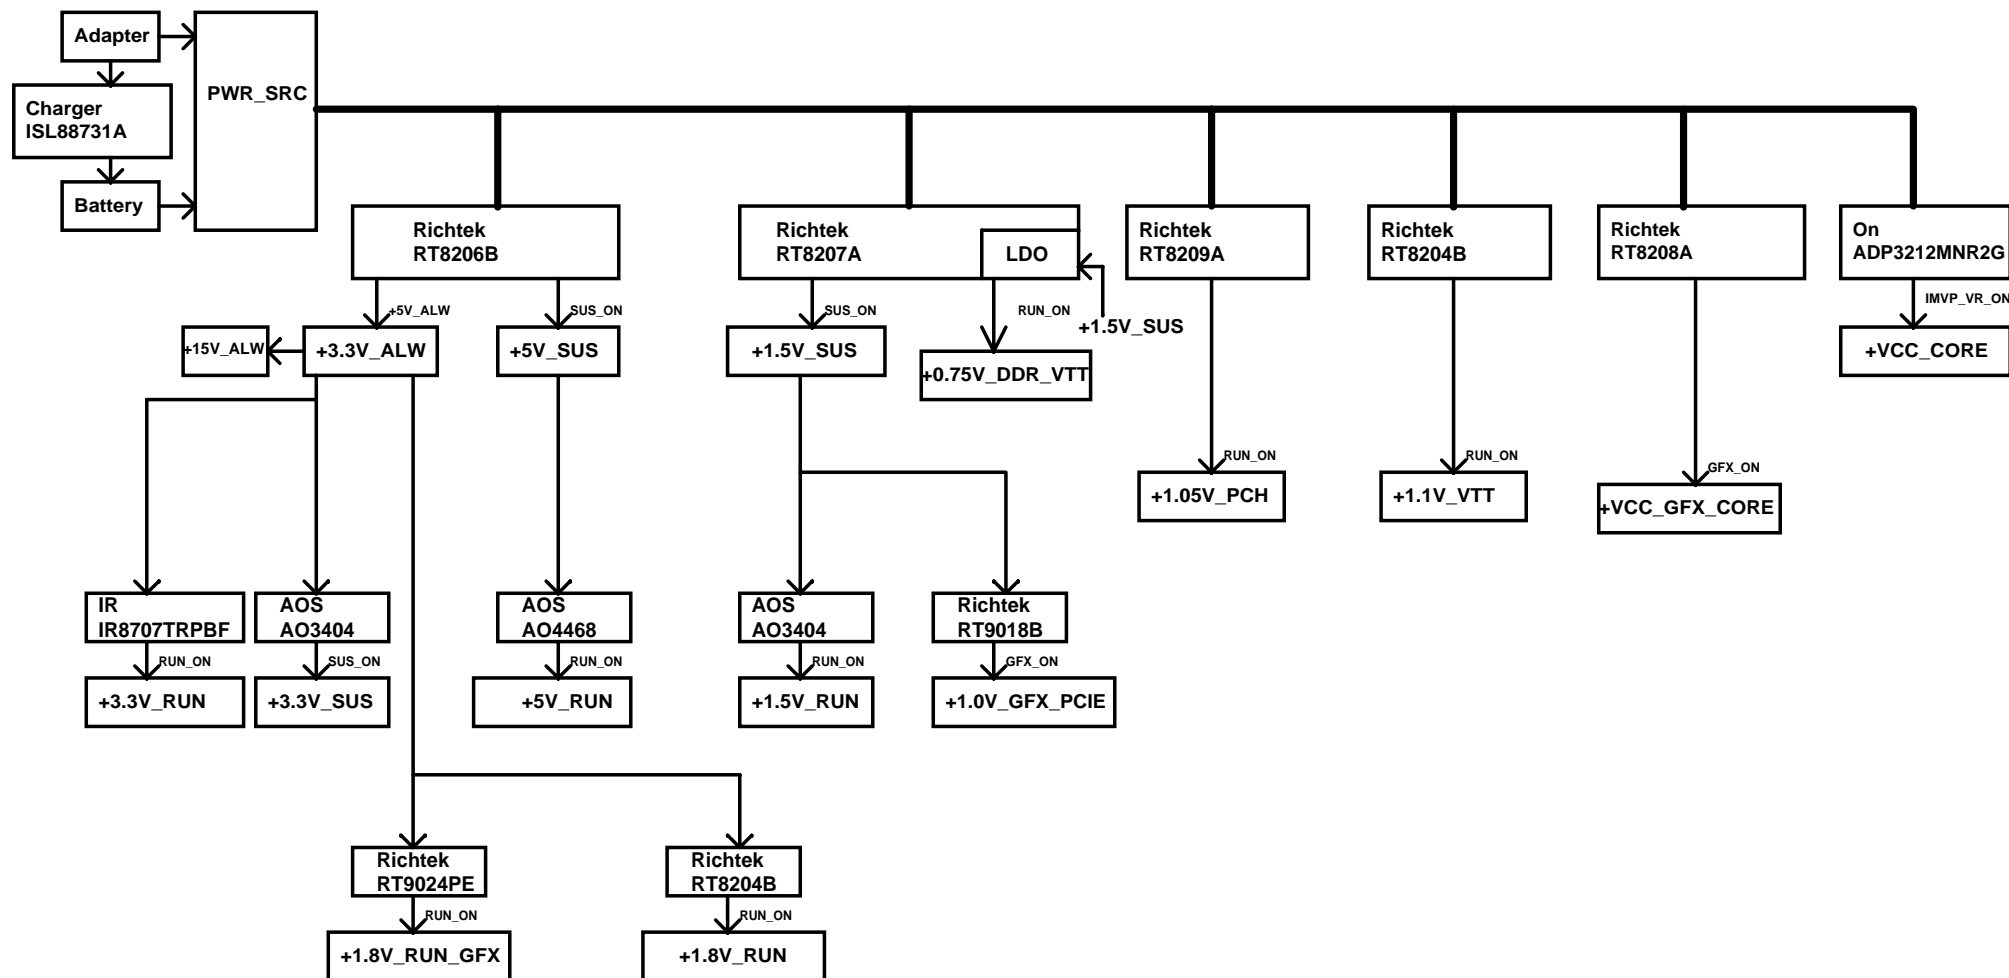 Adapter
PWR_SRC
Charger
ISL88731A
Battery
Richtek
RT8206B
Richtek
RT8207A
LDO
Richtek
RT8209A
Richtek
RT8204B
Richtek
RT8208A
On
ADP3212MNR2G
+5V_ALW
SUS_ON
SUS_ON
RUN_ON
+1.5V_SUS
IMVP_VR_ON
+15V_ALW
+3.3V_ALW
+5V_SUS
+1.5V_SUS
+0.75V_DDR_VTT
+VCC_CORE
RUN_ON
RUN_ON
GFX_ON
+1.05V_PCH
+1.1V_VTT
+VCC_GFX_CORE
IR
IR8707TRPBF
AOS
AO3404
AOS
AO4468
AOS
AO3404
Richtek
RT9018B
RUN_ON
SUS_ON
RUN_ON
RUN_ON
GFX_ON
+3.3V_RUN
+3.3V_SUS
+5V_RUN
+1.5V_RUN
+1.0V_GFX_PCIE
Richtek
RT9024PE
Richtek
RT8204B
RUN_ON
RUN_ON
+1.8V_RUN_GFX
+1.8V_RUN